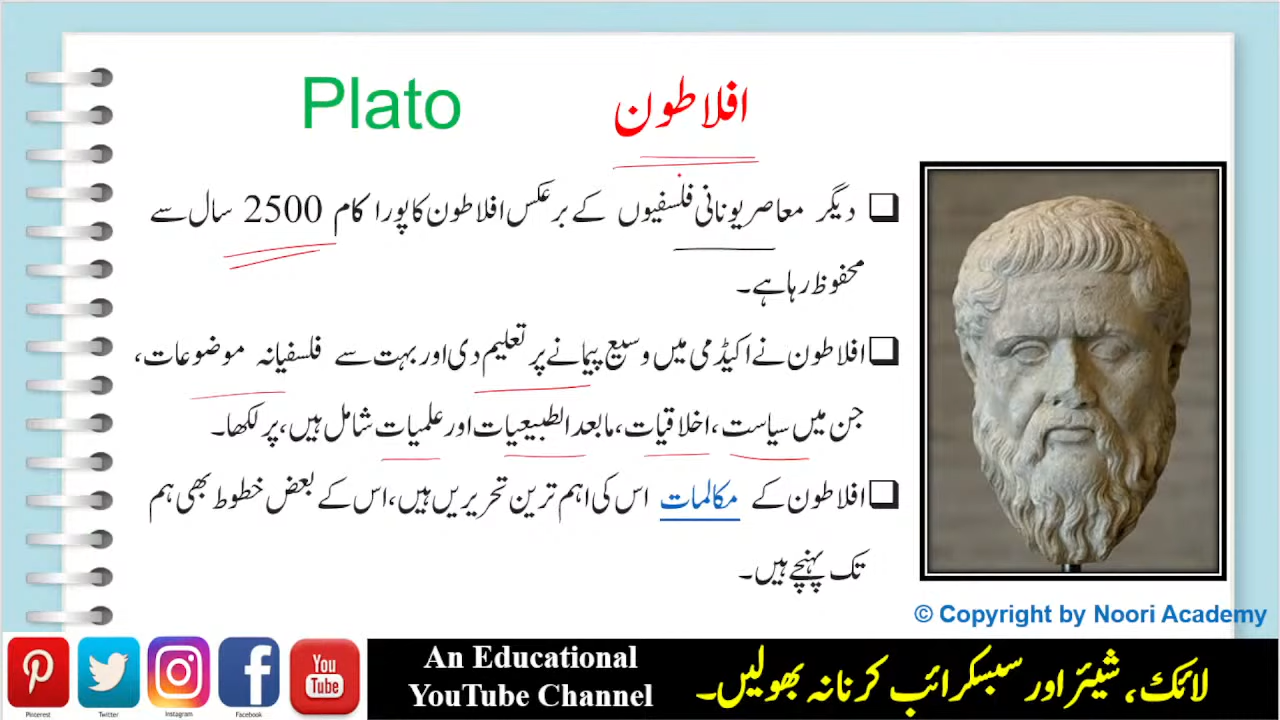 Plato افلاطون
دیگر معاصر یونانی فلسفیوں کے برعکس افلاطون کا پورا کام 2500 سال سے
محفوظ رہا ہے۔
افلاطون نے اکیڈمی میں وسیع پیمانے پر تعلیم دی اور بہت سے فلسفیانہ موضوعات،
جن میں سیاست، اخلاقیات، مابعد الطبیعیات اور علمیات شامل ہیں، پر لکھا۔
افلاطون کے مکالمات اس کی اہم ترین تحریریں ہیں، اس کے بعض خطوط بھی ہم
تک پہنچے ہیں۔
© Copyright by Noori Academy
You
Tube
An Educational
YouTube Channel
لائک، شیئر اور سبسکرائب کرنا نہ بھولیں۔
Pinterest Twitter Instagram Facebook